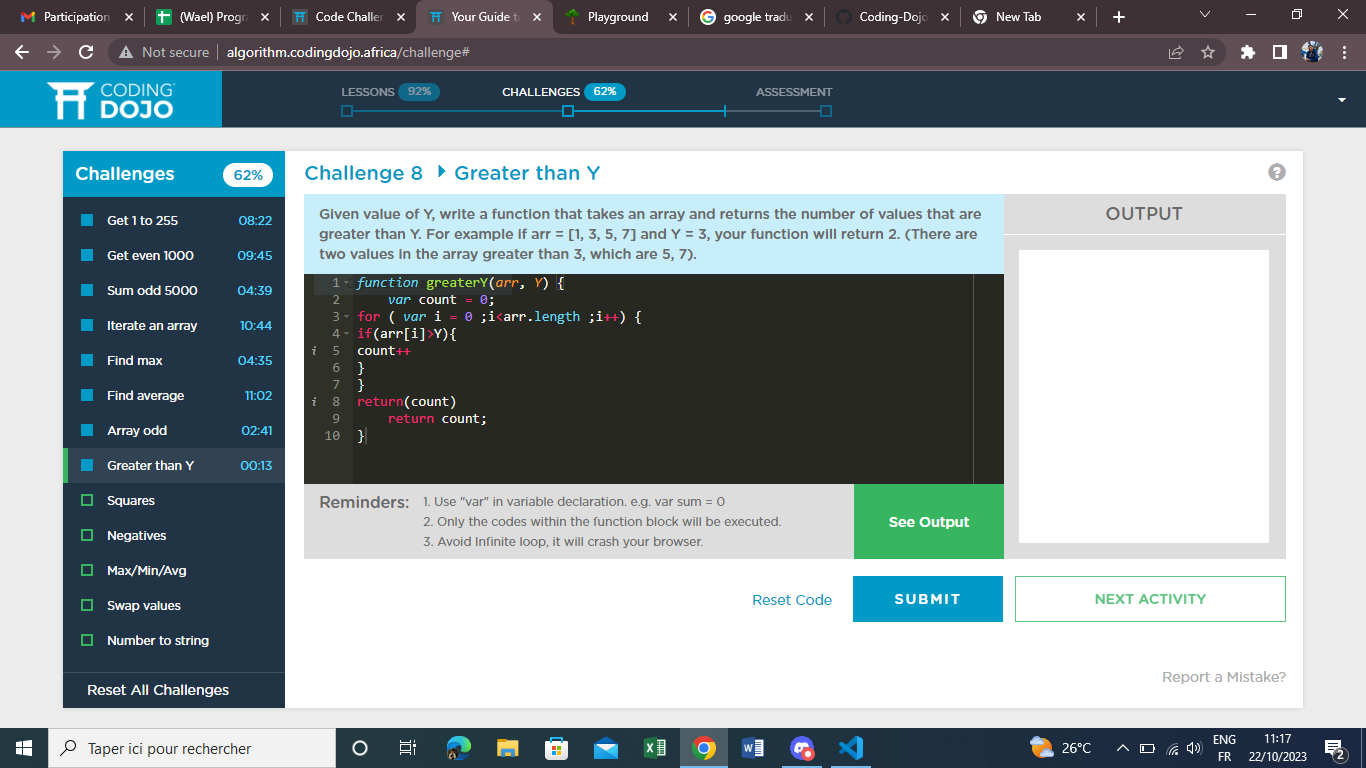 Participation
(Wael) Progr
Code Challer
Your Guide t
Playground
google tradu
Coding-Dojo
New Tab
Not secure
algorithm.codingdojo.africa/challenge#
CODING
DOJO
LESSONS 92%
CHALLENGES 62%
ASSESSMENT
Challenges 62%
Get 1 to 255 08:22
Get even 1000 09:45
Sum odd 5000 04:39
Iterate an array 10:44
Find max 04:35
Find average 11:02
Array odd 02:41
Greater than Y 00:13
Squares
Negatives
Max/Min/Avg
Swap values
Number to string
Reset All Challenges
Challenge 8 Greater than Y
Given value of Y, write a function that takes an array and returns the number of values that are
greater than Y. For example if arr = [1, 3, 5, 7] and Y = 3, your function will return 2. (There are
two values in the array greater than 3, which are 5, 7).
1 function greaterY(arr, Y) {
2 var count = 0;
3 for ( var i = 0 ;i<arr.length ;i++) {
4 if(arr[i]>Y){
i 5 count++
6 }
7 }
i 8 return(count)
9 return count;
10 }
OUTPUT
Reminders:
1. Use "var" in variable declaration. e.g. var sum = 0
2. Only the codes within the function block will be executed.
3. Avoid Infinite loop, it will crash your browser.
See Output
Reset Code
SUBMIT
NEXT ACTIVITY
Report a Mistake?
Taper ici pour rechercher
26°C
ENG
FR
11:17
22/10/2023
2